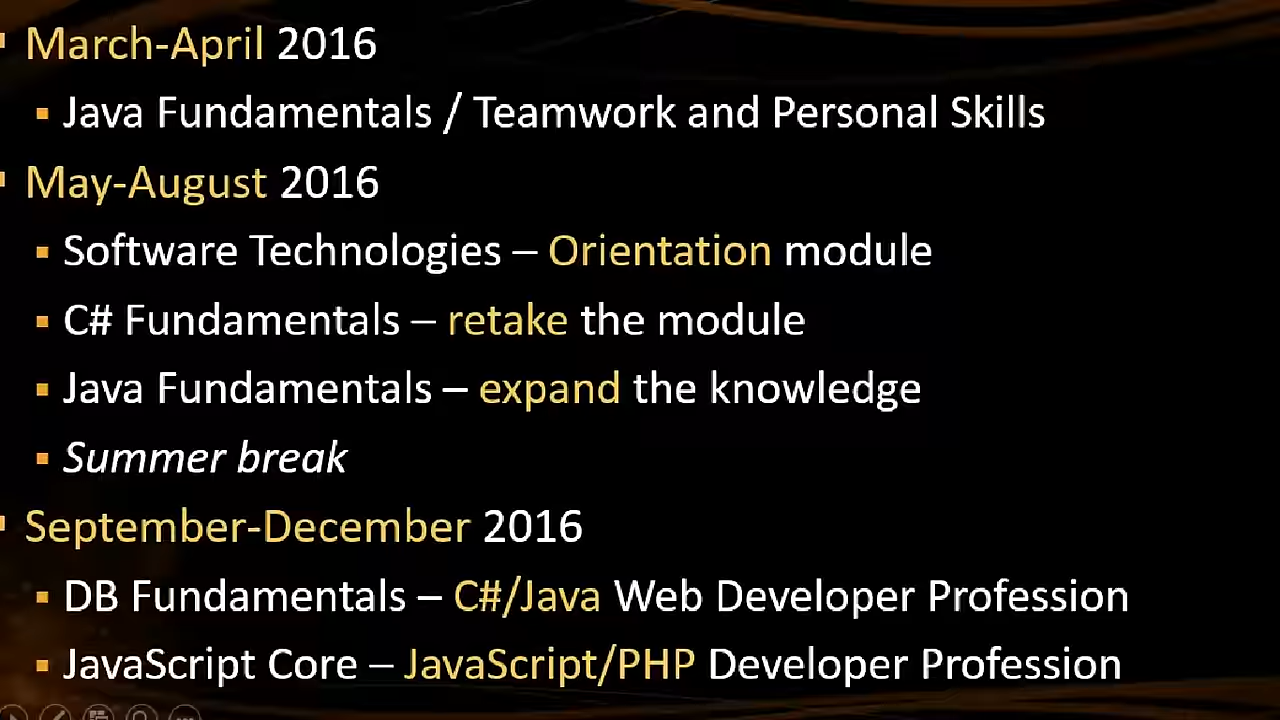 March-April 2016
Java Fundamentals / Teamwork and Personal Skills
May-August 2016
Software Technologies – Orientation module
C# Fundamentals – retake the module
Java Fundamentals – expand the knowledge
Summer break
September-December 2016
DB Fundamentals – C#/Java Web Developer Profession
JavaScript Core – JavaScript/PHP Developer Profession